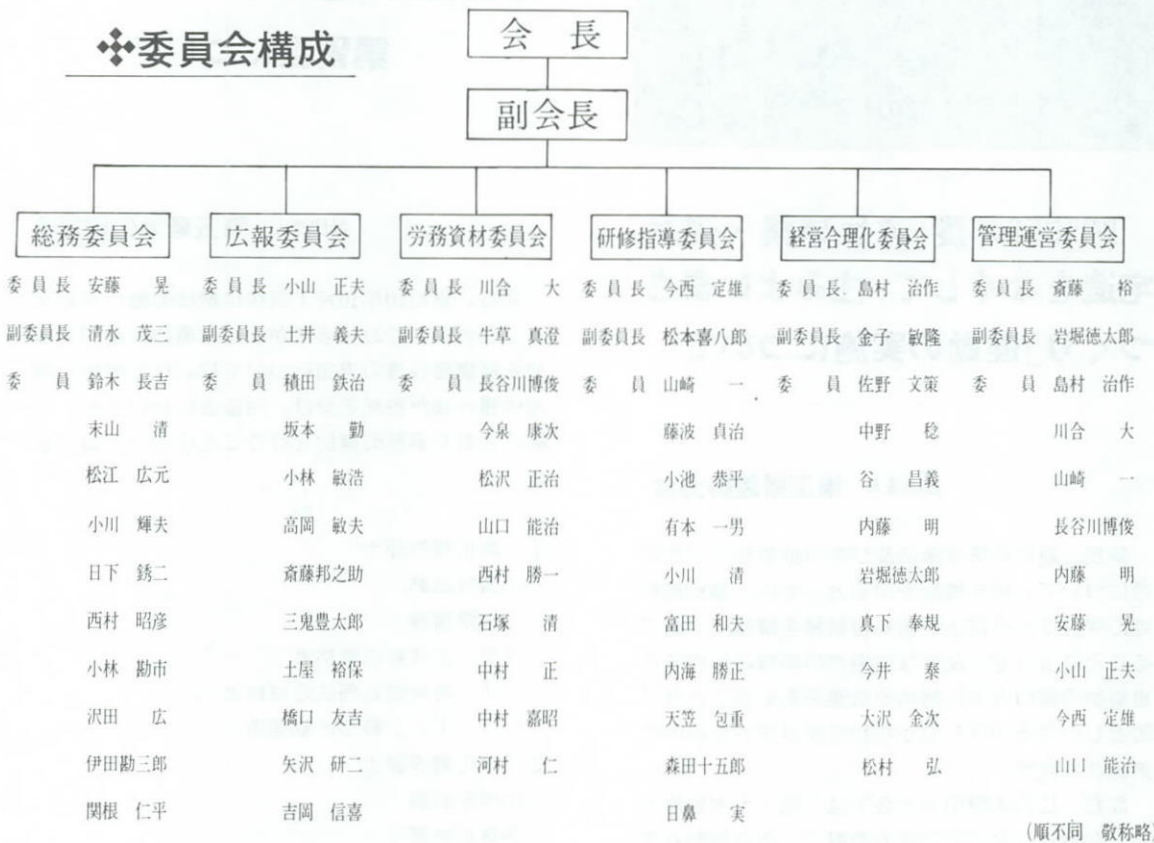 ✣委員会構成
会長
副会長
総務委員会 広報委員会 労務資材委員会 研修指導委員会 経営合理化委員会 管理運営委員会
委員長 安藤 晃 委員長 小山 正夫 委員長 川合 大 委員長 今西 定雄 委員長 島村 治作 委員長 斎藤 裕
副委員長 清水 茂三 副委員長 土井 義夫 副委員長 牛草 真澄 副委員長 松本喜八郎 副委員長 金子 敏隆 副委員長 岩堀徳太郎
委員 鈴木 長吉 委員 積田 鉄治 委員 長谷川博俊 委員 山崎 一 委員 佐野 文策 委員 島村 治作
末山 清 坂本 勤 今泉 康次 藤波 貞治 中野 稔 川合 大
松江 広元 小林 敏浩 松沢 正治 小池 恭平 谷 昌義 山崎 一
小川 輝夫 高岡 敏夫 山口 能治 有本 一男 内藤 明 長谷川博俊
日下 銹二 斎藤邦之助 西村 勝一 小川 清 岩堀徳太郎 内藤 明
西村 昭彦 三鬼豊太郎 石塚 清 富田 和夫 真下 奉規 安藤 晃
小林 勘市 土屋 裕保 中村 正 内海 勝正 今井 泰 小山 正夫
沢田 広 橋口 友吉 中村 嘉昭 天笠 包重 大沢 金次 今西 定雄
伊田勘三郎 矢沢 研二 河村 仁 森田十五郎 松村 弘 山口 能治
関根 仁平 吉岡 信喜 日鼻 実
(順不同 敬称略)